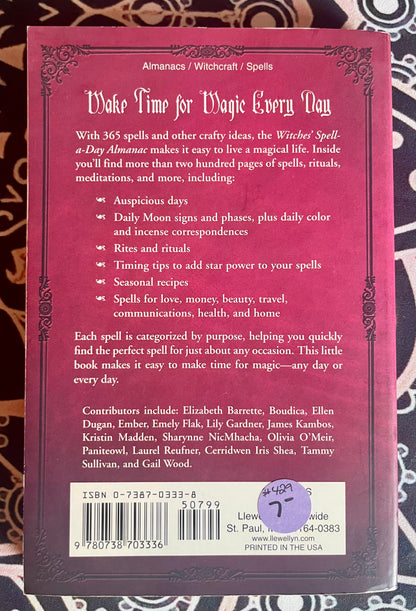 Almanacs / Witchcraft / Spells
Make Time for Magic Every Day
With 365 spells and other crafty ideas, the Witches' Spell-
a-Day Almanac makes it easy to live a magical life. Inside
you'll find more than two hundred pages of spells, rituals,
meditations, and more, including:
Auspicious days
Daily Moon signs and phases, plus daily color
and incense correspondences
Rites and rituals
Timing tips to add star power to your spells
Seasonal recipes
Spells for love, money, beauty, travel,
communications, health, and home
Each spell is categorized by purpose, helping you quickly
find the perfect spell for just about any occasion. This little
book makes it easy to make time for magic—any day or
every day.
Contributors include: Elizabeth Barrette, Boudica, Ellen
Dugan, Ember, Emely Flak, Lily Gardner, James Kambos,
Kristin Madden, Sharynne NicMhacha, Olivia O'Meir,
Paniteowl, Laurel Reufner, Cerridwen Iris Shea, Tammy
Sullivan, and Gail Wood.
ISBN 0-7387-0333-8
50799
9 780738 703336
#429
7-
St. Paul, 164-0383
www.llewellyn.com
PRINTED IN THE USA